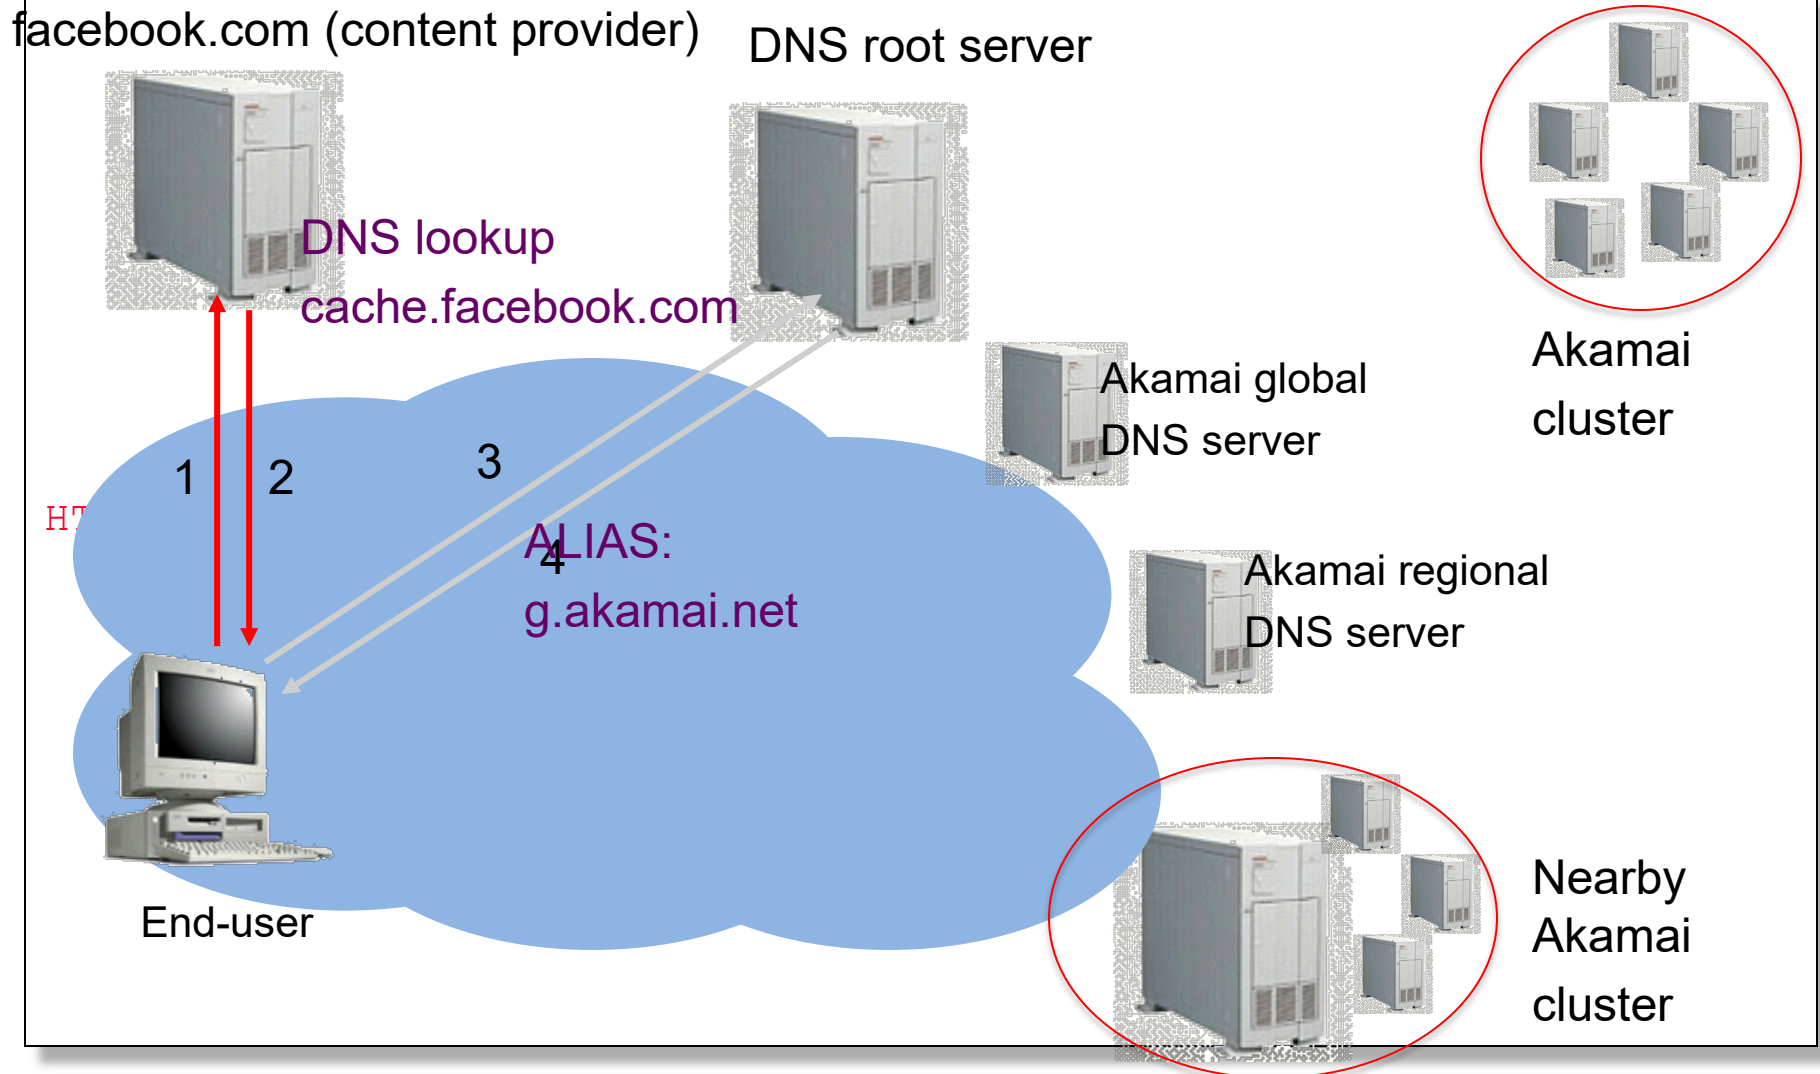 facebook.com (content provider)
DNS root server
DNS lookup
cache.facebook.com
Akamai
cluster
Akamai global
DNS server
1
2
3
HT
ALIAS:
4
g.akamai.net
Akamai regional
DNS server
End-user
Nearby
Akamai
cluster